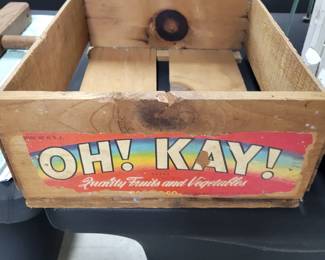 OH! KAY!
Quality Fruits and Vegetables